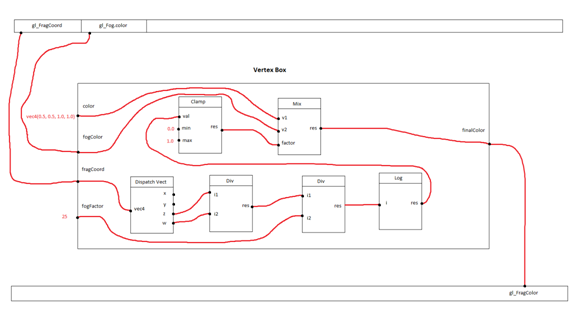 gl_FragCoord
gl_Fog.color
Vertex Box
color
vec4(0.5, 0.5, 1.0, 1.0)
fogColor
fragCoord
fogFactor
25
Clamp
val
0.0
min
1.0
max
res
Mix
v1
v2
factor
res
finalColor
Dispatch Vect
vec4
x
y
z
w
Div
i1
i2
res
Div
i1
i2
res
Log
i
res
gl_FragColor